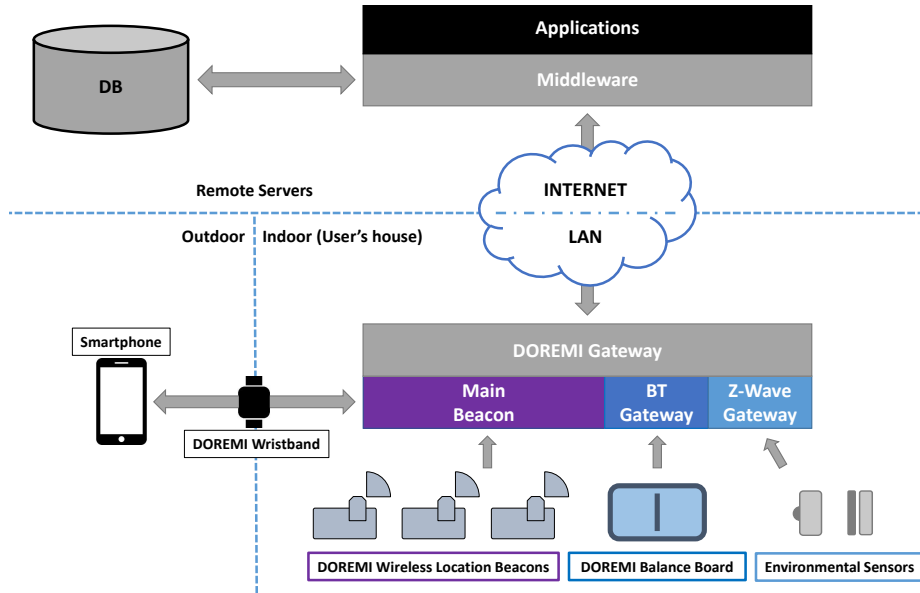 Applications
DB
Middleware
INTERNET
Remote Servers
Outdoor
Indoor (User's house)
LAN
Smartphone
DOREMI Gateway
Main
Beacon
BT
Gateway
Z-Wave
Gateway
DOREMI Wristband
DOREMI Wireless Location Beacons
DOREMI Balance Board
Environmental Sensors